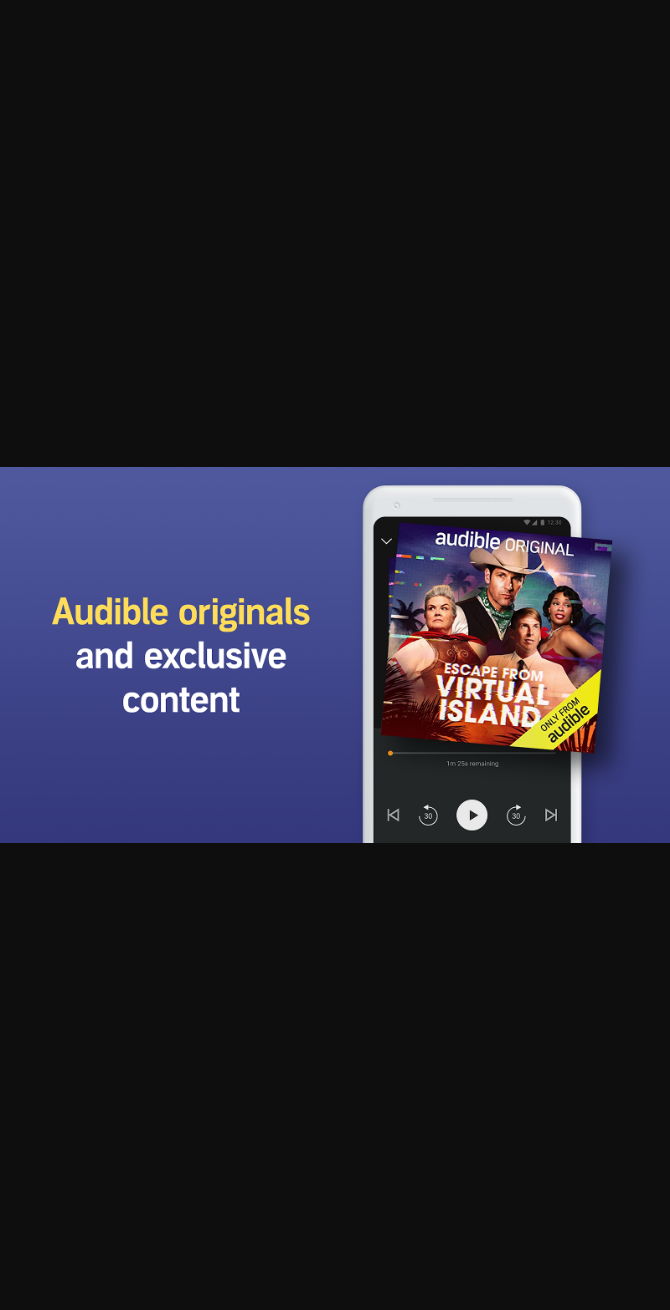 Audible originals
and exclusive
content
12:30
audible ORIGINAL
ESCAPE FROM
VIRTUAL
ISLAND
ONLY FROM
audible
1m 25s remaining
30
30